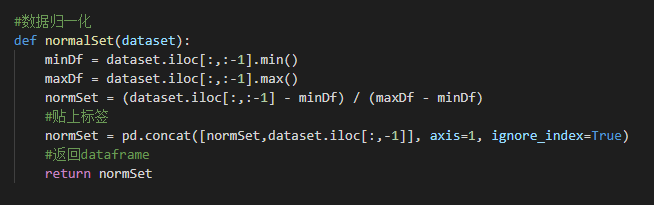 #数据归一化
def normalSet(dataset):
    minDf = dataset.iloc[:,:-1].min()
    maxDf = dataset.iloc[:,:-1].max()
    normSet = (dataset.iloc[:,:-1] - minDf) / (maxDf - minDf)
    #贴上标签
    normSet = pd.concat([normSet,dataset.iloc[:,-1]], axis=1, ignore_index=True)
    #返回dataframe
    return normSet